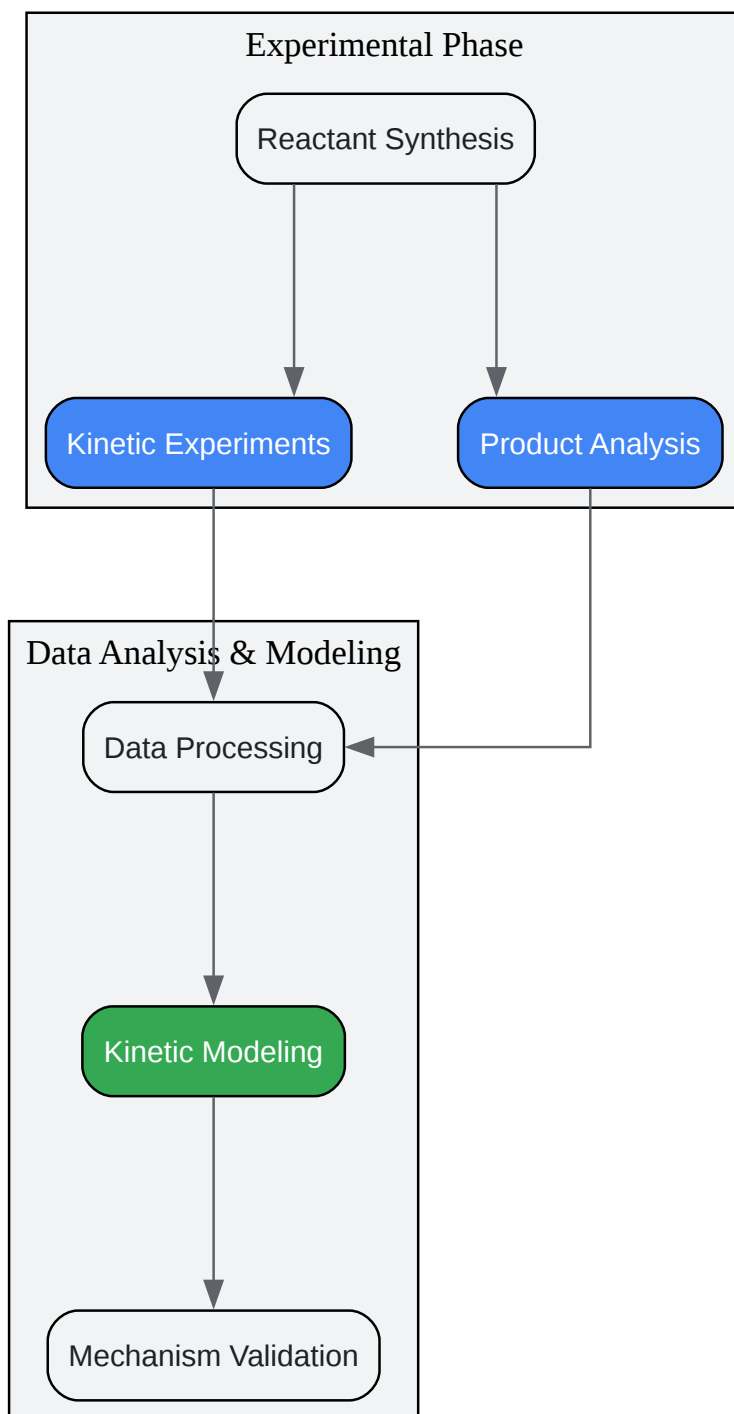 Experimental Phase
Reactant Synthesis
Kinetic Experiments
Product Analysis
Data Analysis & Modeling
Data Processing
Kinetic Modeling
Mechanism Validation